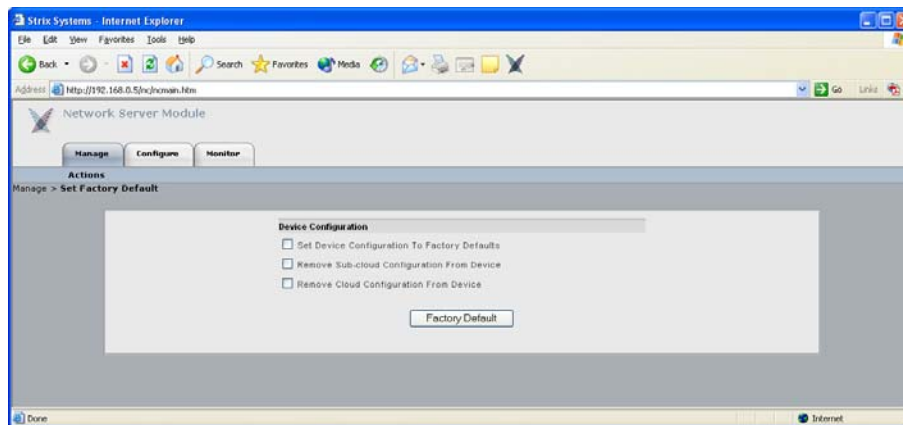 Strix Systems - Internet Explorer
File Edit View Favorites Tools Help
Back Search Favorites Media
Address http://192.168.0.5/nc/ncmain.htm Go Links
Network Server Module
Manage Configure Monitor
Actions
Manage > Set Factory Default
Device Configuration
Set Device Configuration To Factory Defaults
Remove Sub-cloud Configuration From Device
Remove Cloud Configuration From Device
Factory Default
Done Internet